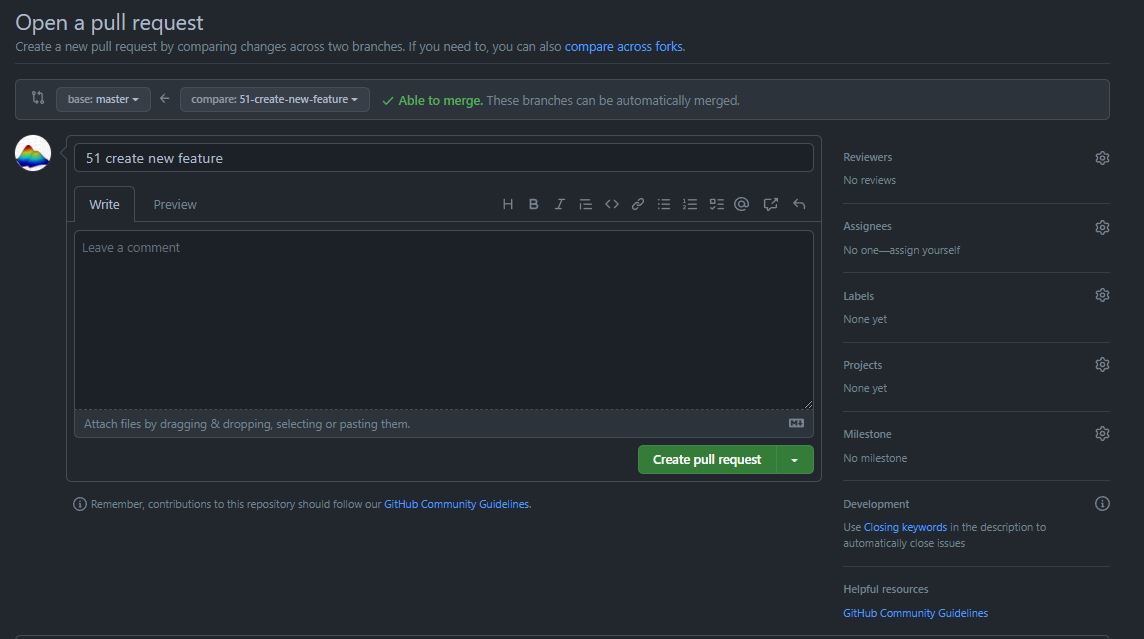 Open a pull request
Create a new pull request by comparing changes across two branches. If you need to, you can also compare across forks.
base: master
compare: 51-create-new-feature
Able to merge. These branches can be automatically merged.
51 create new feature
Write
Preview
H B I
Leave a comment
Attach files by dragging & dropping, selecting or pasting them.
Create pull request
Remember, contributions to this repository should follow our GitHub Community Guidelines.
Reviewers
No reviews
Assignees
No one—assign yourself
Labels
None yet
Projects
None yet
Milestone
No milestone
Development
Use Closing keywords in the description to
automatically close issues
Helpful resources
GitHub Community Guidelines